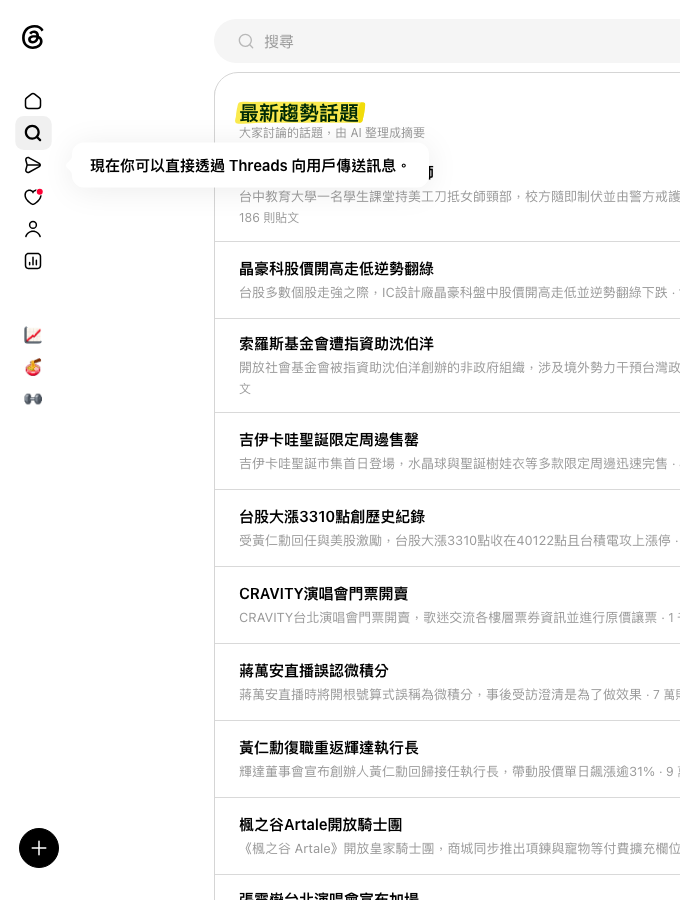 搜尋
最新趨勢話題
大家討論的話題，由 AI 整理成摘要
現在你可以直接透過 Threads 向用戶傳送訊息。
台中教育大學一名學生課堂持美工刀抵女師頸部，校方隨即制伏並由警方戒護
186 則貼文
晶豪科股價開高走低逆勢翻綠
台股多數個股走強之際，IC設計廠晶豪科盤中股價開高走低並逆勢翻綠下跌 ·
索羅斯基金會遭指資助沈伯洋
開放社會基金會被指資助沈伯洋創辦的非政府組織，涉及境外勢力干預台灣政
文
吉伊卡哇聖誕限定周邊售罄
吉伊卡哇聖誕市集首日登場，水晶球與聖誕樹娃衣等多款限定周邊迅速完售 ·
台股大漲3310點創歷史紀錄
受黃仁勳回任與美股激勵，台股大漲3310點收在40122點且台積電攻上漲停 ·
CRAVITY演唱會門票開賣
CRAVITY台北演唱會門票開賣，歌迷交流各樓層票券資訊並進行原價讓票 · 1
蔣萬安直播誤認微積分
蔣萬安直播時將開根號算式誤稱為微積分，事後受訪澄清是為了做效果 · 7 萬
黃仁勳復職重返輝達執行長
輝達董事會宣布創辦人黃仁勳回歸接任執行長，帶動股價單日飆漲逾31% · 9
楓之谷Artale開放騎士團
《楓之谷 Artale》開放皇家騎士團，商城同步推出項鍊與寵物等付費擴充欄位